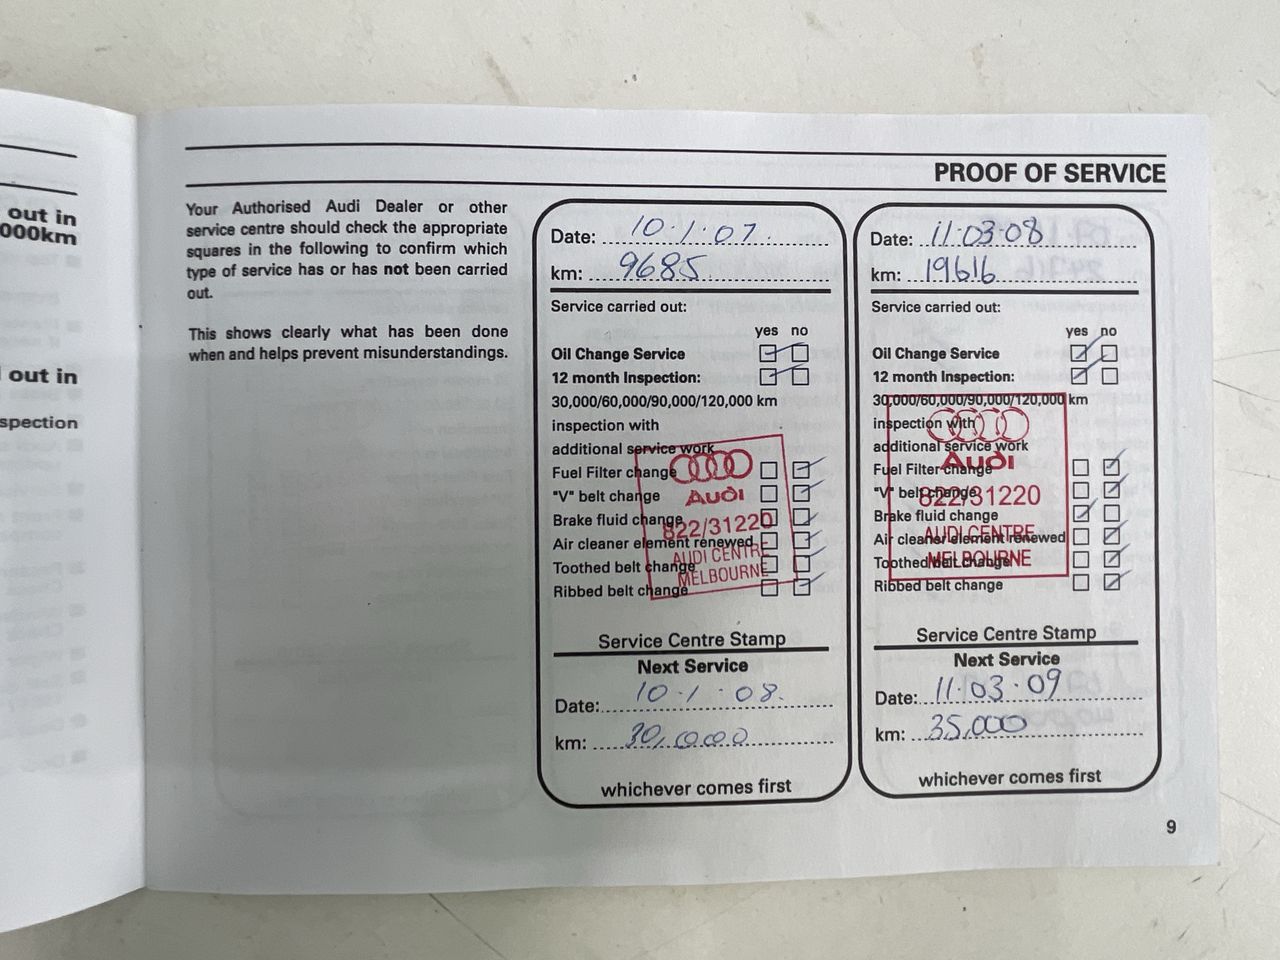 out in
000km
out in
spection
PROOF OF SERVICE
Your Authorised Audi Dealer or other
service centre should check the appropriate
squares in the following to confirm which
type of service has or has not been carried
out.
This shows clearly what has been done
when and helps prevent misunderstandings.
Date: 10.1.07.
km: 9685
Service carried out:
yes no
Oil Change Service
12 month Inspection:
30,000/60,000/90,000/120,000 km
inspection with
additional service work
Fuel Filter change
"V" belt change
Brake fluid change
Air cleaner element renewed
Toothed belt change
Ribbed belt change
Audi
822/31220
AUDI CENTRE
MELBOURNE
Service Centre Stamp
Next Service
Date: 10.1.08.
km: 30,0000
whichever comes first
Date: 11.03.08
km: 19616
Service carried out:
yes no
Oil Change Service
12 month Inspection:
30,000/60,000/90,000/120,000 km
inspection with
additional service work
Fuel Filter change
"V" belt change
Brake fluid change
Air cleaner element renewed
Toothed belt change
Ribbed belt change
Audi
822/31220
AUDI CENTRE
MELBOURNE
Service Centre Stamp
Next Service
Date: 11.03.09
km: 35,000
whichever comes first
9